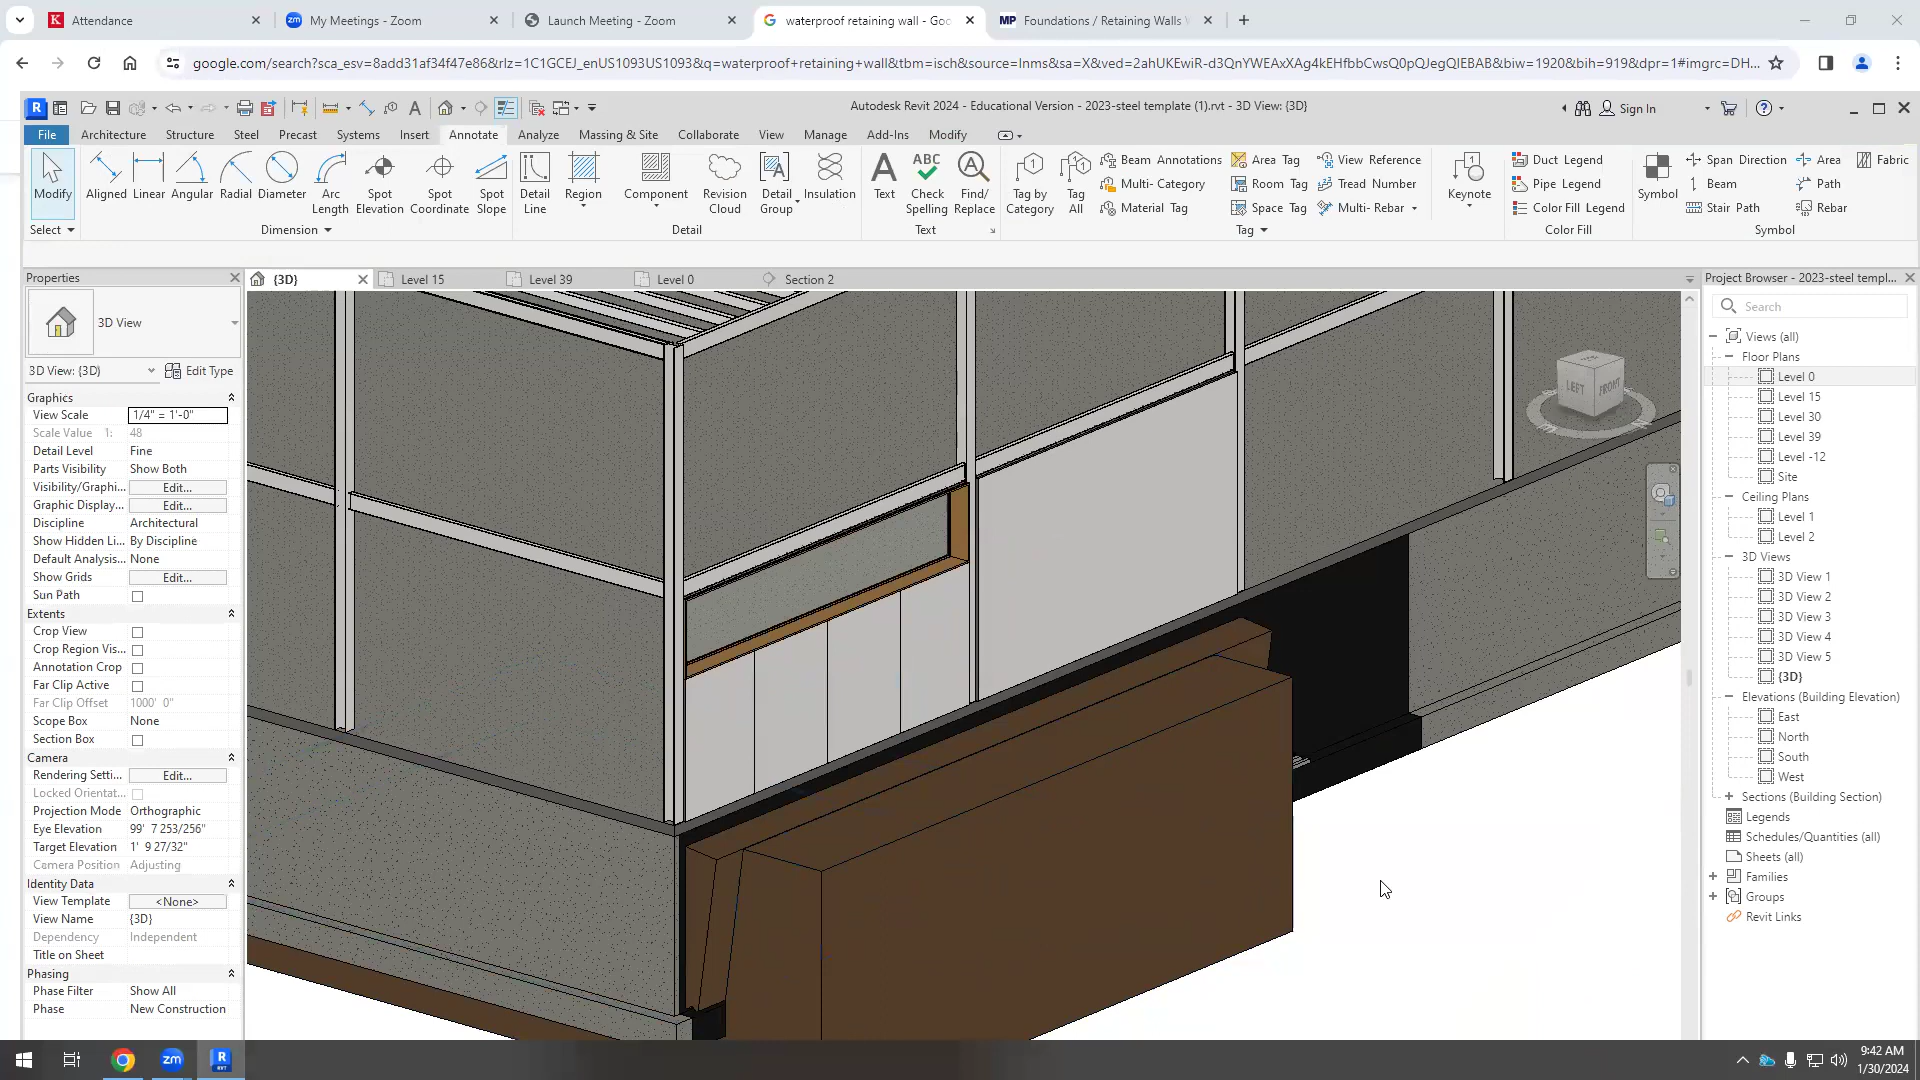 Attendance
My Meetings - Zoom
Launch Meeting - Zoom
waterproof retaining wall - Goo
MP Foundations / Retaining Walls
google.com/search?sca_esv=8add31af34f47e86&rlz=1C1GCEJ_enUS1093US1093&q=waterproof+retaining+wall&tbm=isch&source=lnms&sa=X&ved=2ahUKEwiR-d3QnYWEAxXAg4kEHfbbCwsQ0pQJegQIEBAB&biw=1920&bih=919&dpr=1#imgrc=DH...
Autodesk Revit 2024 - Educational Version - 2023-steel template (1).rvt - 3D View: {3D}
Sign In
File Architecture Structure Steel Precast Systems Insert Annotate Analyze Massing & Site Collaborate View Manage Add-Ins Modify
Modify
Select
Aligned Linear Angular Radial Diameter Arc Length Spot Elevation Spot Coordinate Spot Slope
Dimension
Detail Line Region Component Revision Cloud Detail Group Insulation
Detail
Text ABC Check Spelling Find/ Replace
Text
Tag by Category Tag All
Beam Annotations Area Tag View Reference
Multi- Category Room Tag Tread Number
Material Tag Space Tag Multi- Rebar
Tag
Keynote
Duct Legend
Pipe Legend
Color Fill Legend
Color Fill
Symbol
Span Direction Area Fabric
Beam Path
Stair Path Rebar
Symbol
Properties
{3D} Level 15 Level 39 Level 0 Section 2
3D View
3D View: {3D} Edit Type
Graphics
View Scale 1/4" = 1'-0"
Scale Value 1: 48
Detail Level Fine
Parts Visibility Show Both
Visibility/Graphi... Edit...
Graphic Display... Edit...
Discipline Architectural
Show Hidden Li... By Discipline
Default Analysis... None
Show Grids Edit...
Sun Path
Extents
Crop View
Crop Region Vis...
Annotation Crop
Far Clip Active
Far Clip Offset 1000' 0"
Scope Box None
Section Box
Camera
Rendering Setti... Edit...
Locked Orientat...
Projection Mode Orthographic
Eye Elevation 99' 7 253/256"
Target Elevation 1' 9 27/32"
Camera Position Adjusting
Identity Data
View Template <None>
View Name {3D}
Dependency Independent
Title on Sheet
Phasing
Phase Filter Show All
Phase New Construction
LEFT FRONT
Project Browser - 2023-steel templ...
Search
Views (all)
Floor Plans
Level 0
Level 15
Level 30
Level 39
Level -12
Site
Ceiling Plans
Level 1
Level 2
3D Views
3D View 1
3D View 2
3D View 3
3D View 4
3D View 5
{3D}
Elevations (Building Elevation)
East
North
South
West
Sections (Building Section)
Legends
Schedules/Quantities (all)
Sheets (all)
Families
Groups
Revit Links
zm
R
RVT
9:42 AM
1/30/2024